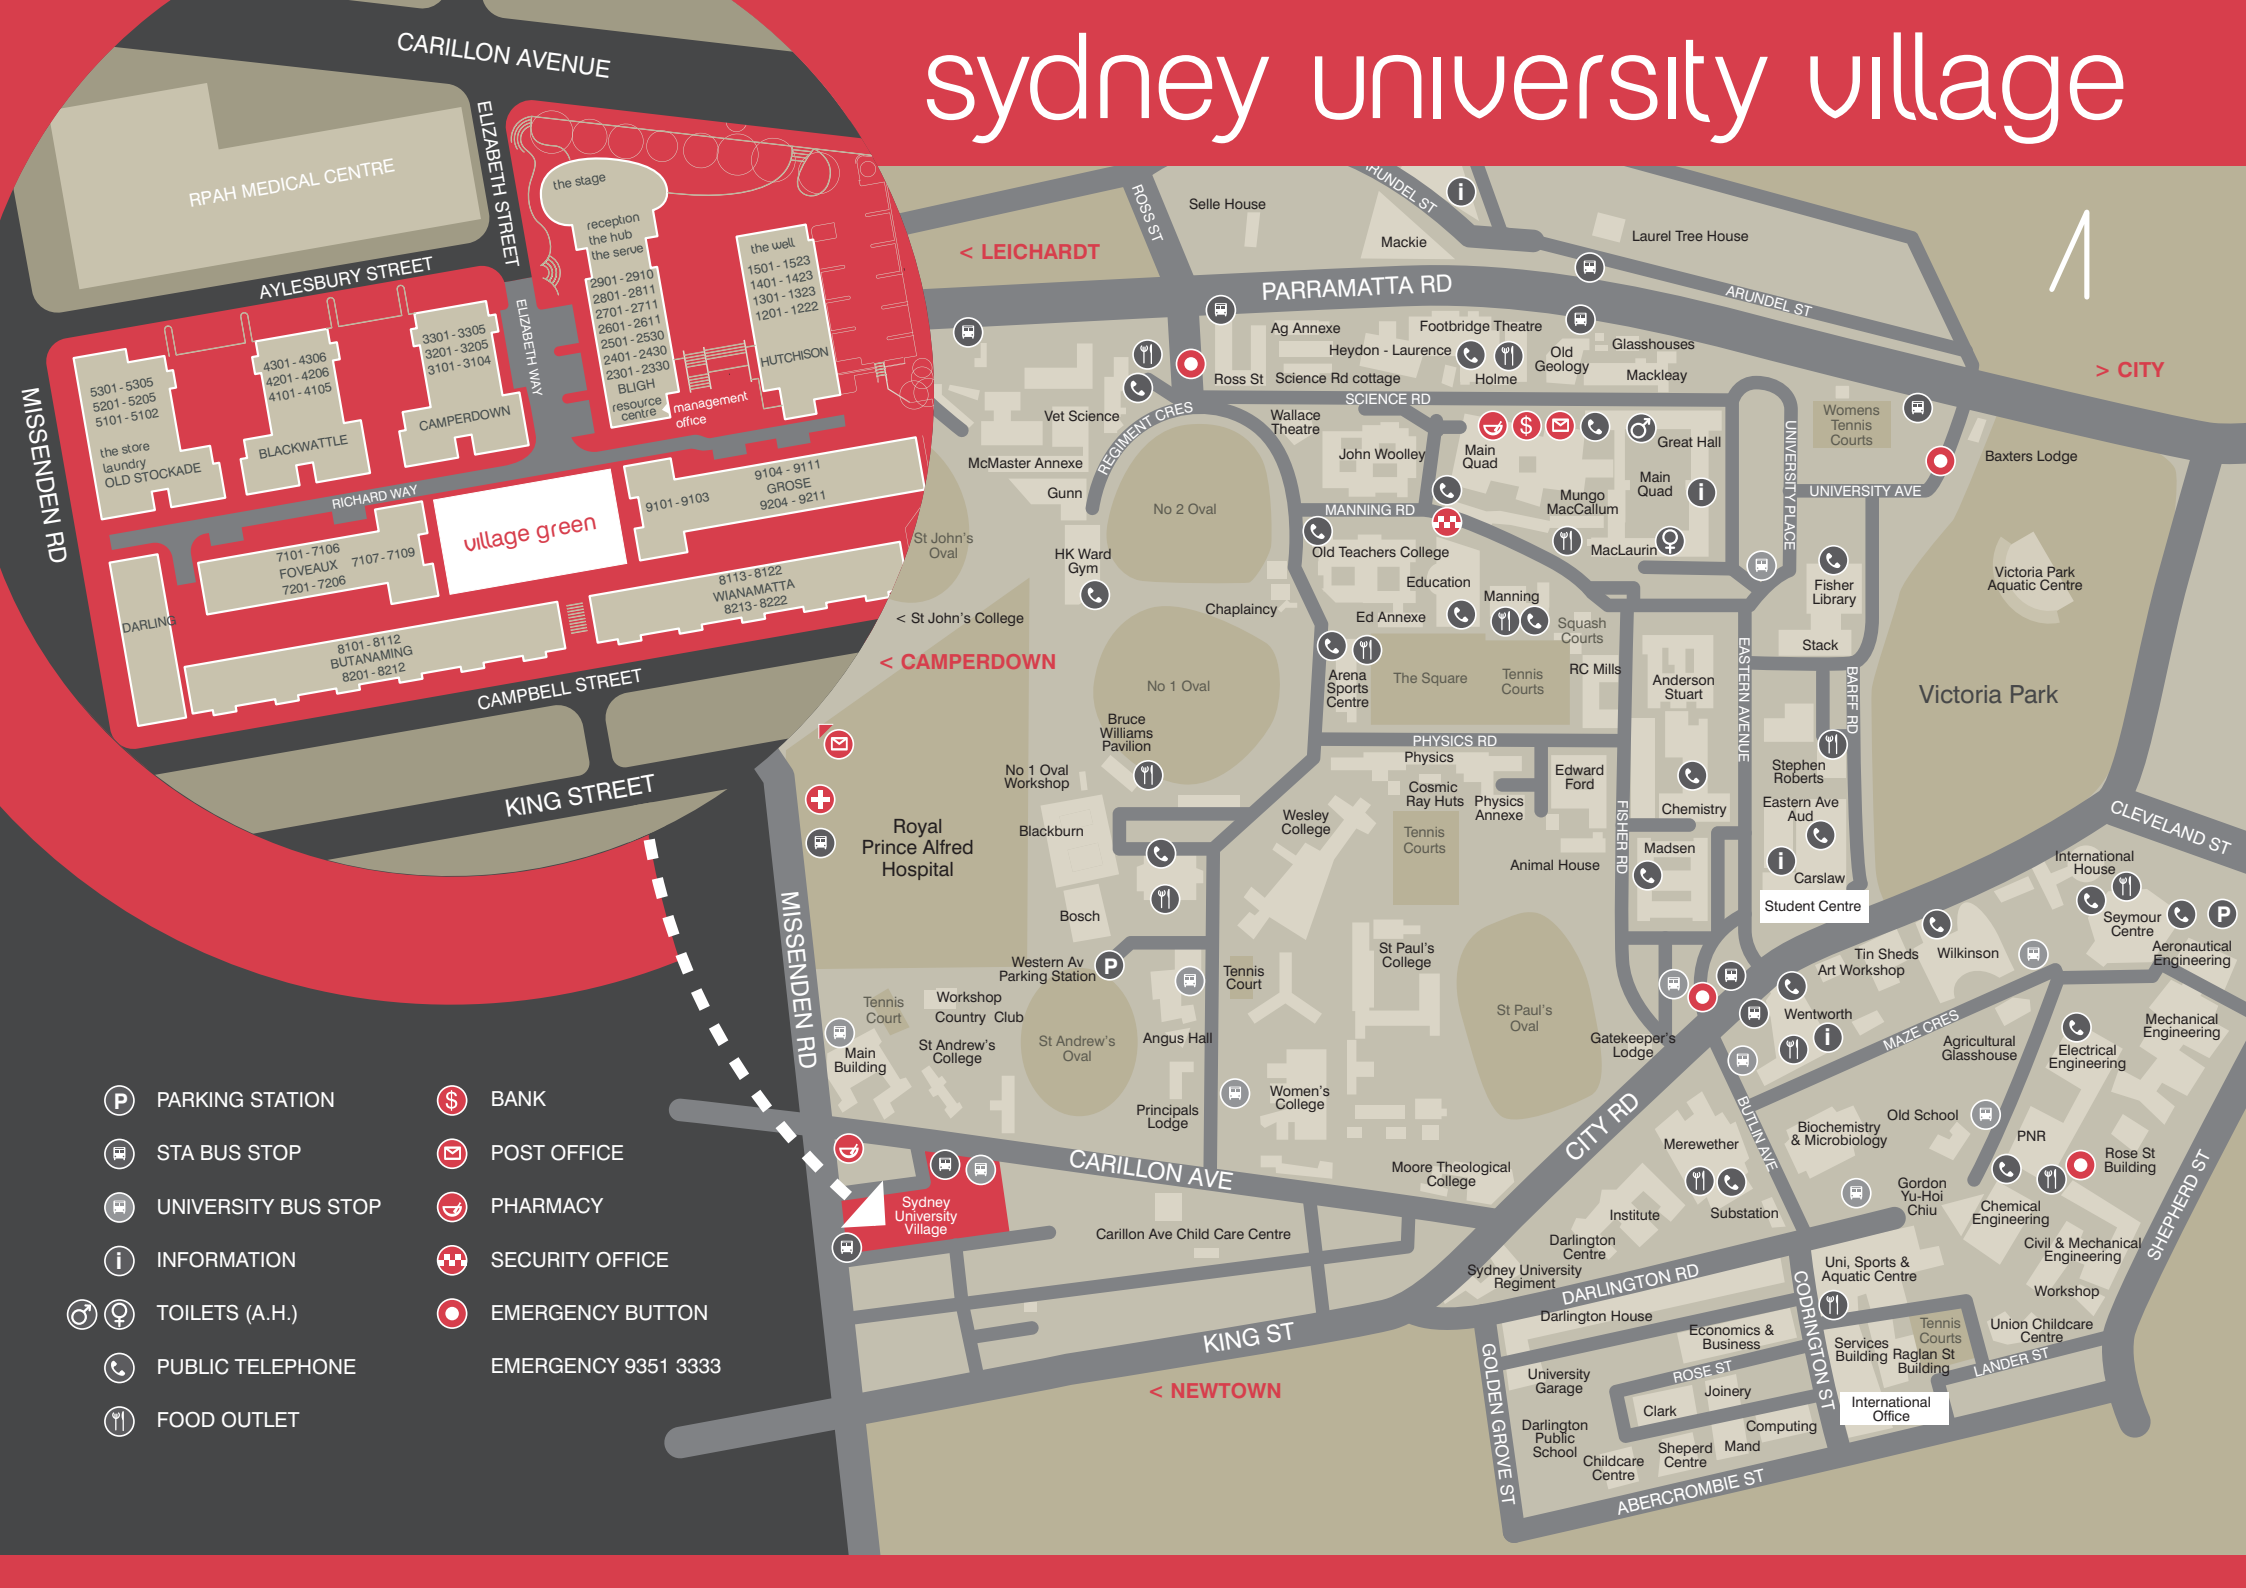 sydney university village
CARILLON AVENUE
ELIZABETH STREET
RPAH MEDICAL CENTRE
AYLESBURY STREET
MISSENDEN RD
ELIZABETH WAY
the stage
reception
the hub
the serve
2901 - 2910
2801 - 2811
2701 - 2711
2601 - 2611
2501 - 2530
2401 - 2430
2301 - 2330
BLIGH
resource
centre
management
office
the well
1501 - 1523
1401 - 1423
1301 - 1323
1201 - 1222
HUTCHISON
3301 - 3305
3201 - 3205
3101 - 3104
CAMPERDOWN
4301 - 4306
4201 - 4206
4101 - 4105
BLACKWATTLE
5301 - 5305
5201 - 5205
5101 - 5102
the store
laundry
OLD STOCKADE
RICHARD WAY
village green
9101 - 9103
9104 - 9111
GROSE
9204 - 9211
7101 - 7106
FOVEAUX
7201 - 7206
7107 - 7109
8113 - 8122
WIANAMATTA
8213 - 8222
DARLING
8101 - 8112
BUTANAMING
8201 - 8212
CAMPBELL STREET
KING STREET
ROSS ST
Selle House
ARUNDEL ST
i
Mackie
Laurel Tree House
< LEICHARDT
PARRAMATTA RD
ARUNDEL ST
> CITY
Ag Annexe
Footbridge Theatre
Heydon - Laurence
Holme
Old
Geology
Glasshouses
Mackleay
Ross St
Science Rd cottage
SCIENCE RD
Vet Science
REGIMENT CRES
Wallace
Theatre
$
Main
Quad
Great Hall
UNIVERSITY PLACE
Womens
Tennis
Courts
Baxters Lodge
McMaster Annexe
John Woolley
Main
Quad
i
UNIVERSITY AVE
Gunn
No 2 Oval
MANNING RD
Mungo
MacCallum
St John's
Oval
HK Ward
Gym
Old Teachers College
MacLaurin
Fisher
Library
Victoria Park
Aquatic Centre
Education
Manning
Chaplaincy
Ed Annexe
< St John's College
Squash
Courts
Stack
< CAMPERDOWN
RC Mills
EASTERN AVENUE
BARFF RD
Arena
Sports
Centre
The Square
Tennis
Courts
Anderson
Stuart
Victoria Park
No 1 Oval
Bruce
Williams
Pavilion
PHYSICS RD
Physics
No 1 Oval
Workshop
Cosmic
Ray Huts
Physics
Annexe
Edward
Ford
Stephen
Roberts
Chemistry
Eastern Ave
Aud
CLEVELAND ST
Royal
Prince Alfred
Hospital
Blackburn
Wesley
College
Tennis
Courts
FISHER RD
Madsen
i
Carslaw
Animal House
International
House
Student Centre
Bosch
Seymour
Centre
P
MISSENDEN RD
Aeronautical
Engineering
Tin Sheds
Art Workshop
Wilkinson
Western Av
Parking Station
P
Tennis
Court
St Paul's
College
Tennis
Court
Workshop
Country Club
St Paul's
Oval
Wentworth
i
MAZE CRES
Mechanical
Engineering
Main
Building
St Andrew's
College
St Andrew's
Oval
Angus Hall
Gatekeeper's
Lodge
Agricultural
Glasshouse
Electrical
Engineering
Women's
College
Principals
Lodge
CITY RD
BUTLIN AVE
Old School
Biochemistry
& Microbiology
PNR
Merewether
Rose St
Building
CARILLON AVE
Moore Theological
College
SHEPHERD ST
Sydney
University
Village
Gordon
Yu-Hoi
Chiu
Chemical
Engineering
Institute
Substation
Carillon Ave Child Care Centre
Darlington
Centre
Civil & Mechanical
Engineering
Sydney University
Regiment
DARLINGTON RD
Uni, Sports &
Aquatic Centre
Workshop
CODRINGTON ST
Darlington House
KING ST
Economics &
Business
Tennis
Courts
Union Childcare
Centre
Services
Building
Raglan St
Building
LANDER ST
< NEWTOWN
GOLDEN GROVE ST
University
Garage
ROSE ST
Joinery
Clark
International
Office
Darlington
Public
School
Computing
Mand
Sheperd
Centre
Childcare
Centre
ABERCROMBIE ST
P PARKING STATION
STA BUS STOP
UNIVERSITY BUS STOP
i INFORMATION
TOILETS (A.H.)
PUBLIC TELEPHONE
FOOD OUTLET
$ BANK
POST OFFICE
PHARMACY
SECURITY OFFICE
EMERGENCY BUTTON
EMERGENCY 9351 3333